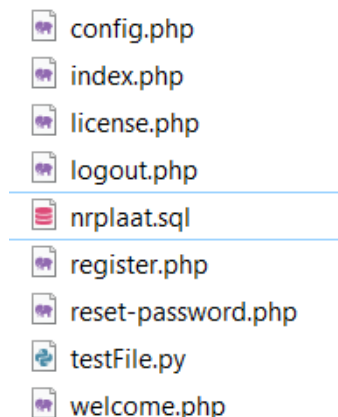 config.php
index.php
license.php
logout.php
nrplaat.sql
register.php
reset-password.php
testFile.py
welcome.php